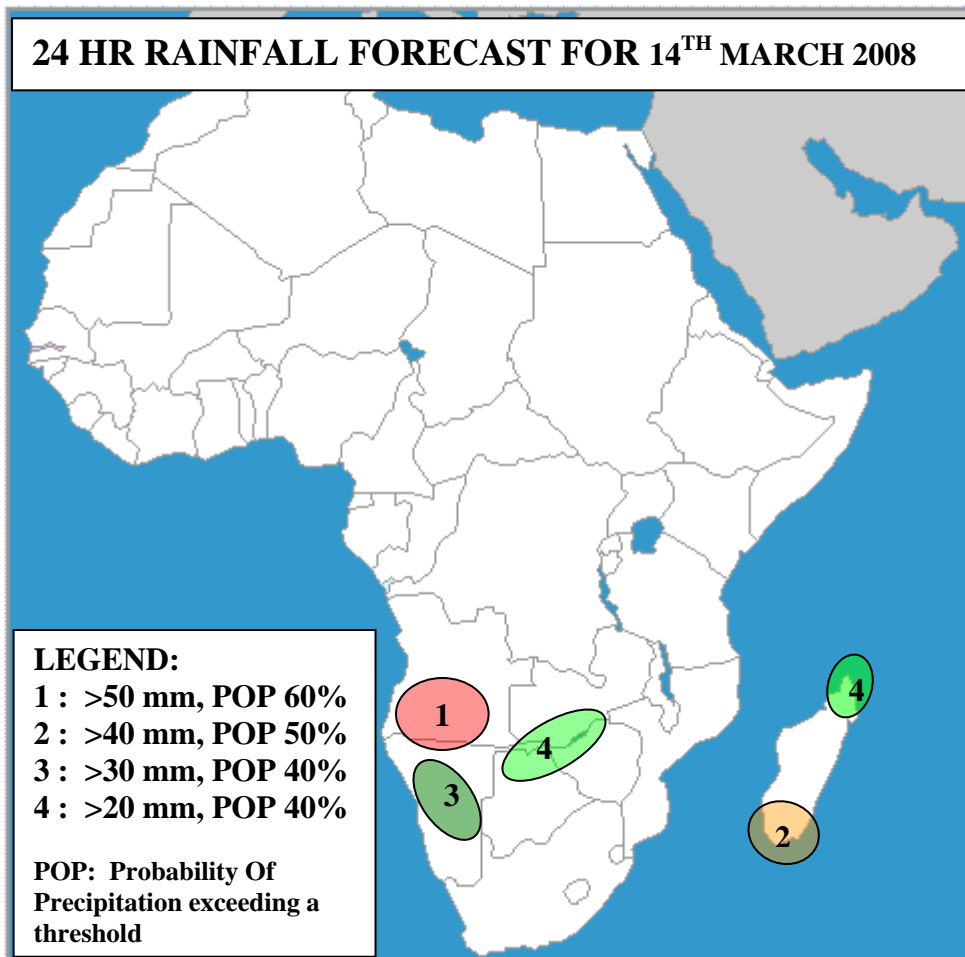 24 HR RAINFALL FORECAST FOR 14TH MARCH 2008
LEGEND:
1 : >50 mm, POP 60%
2 : >40 mm, POP 50%
3 : >30 mm, POP 40%
4 : >20 mm, POP 40%
POP: Probability Of
Precipitation exceeding a
threshold
4
1
4
3
2